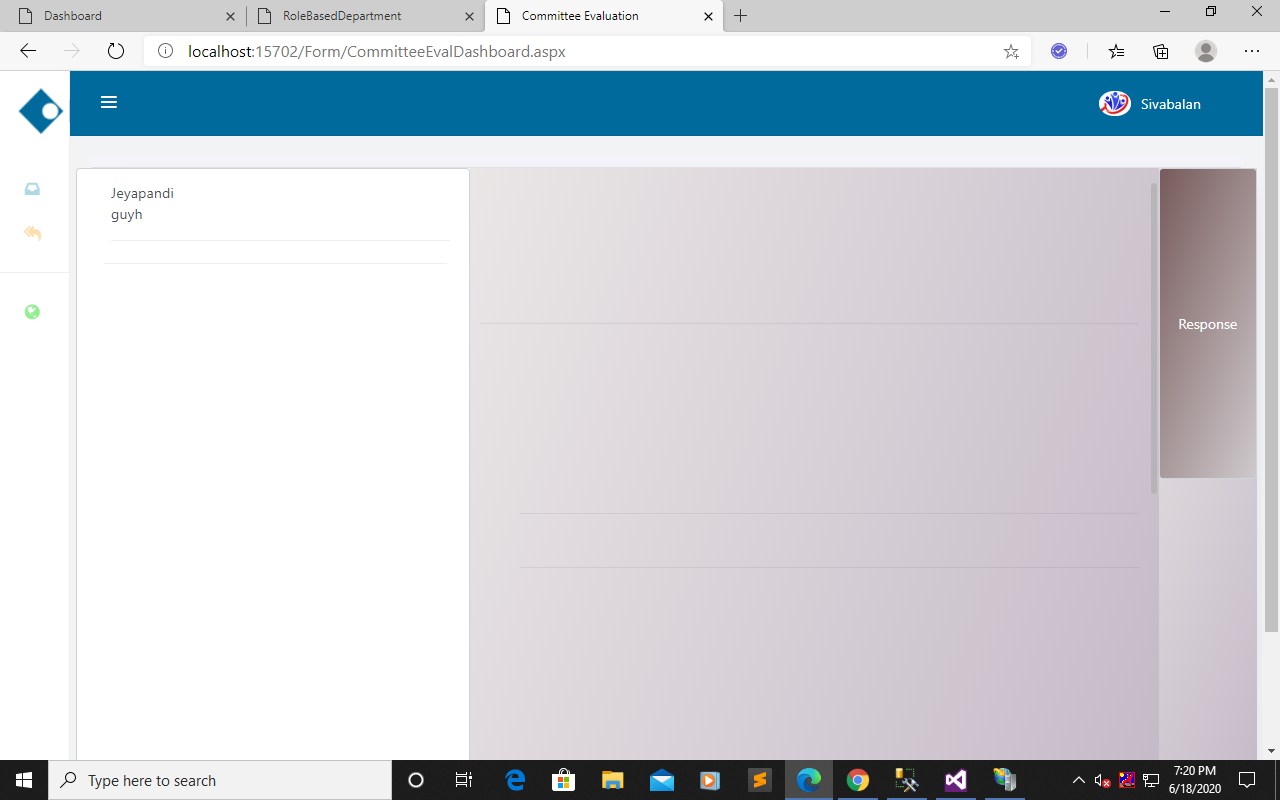 Dashboard
RoleBasedDepartment
Committee Evaluation
localhost:15702/Form/CommitteeEvalDashboard.aspx
Sivabalan
Jeyapandi
guyh
Response
Type here to search
7:20 PM
6/18/2020